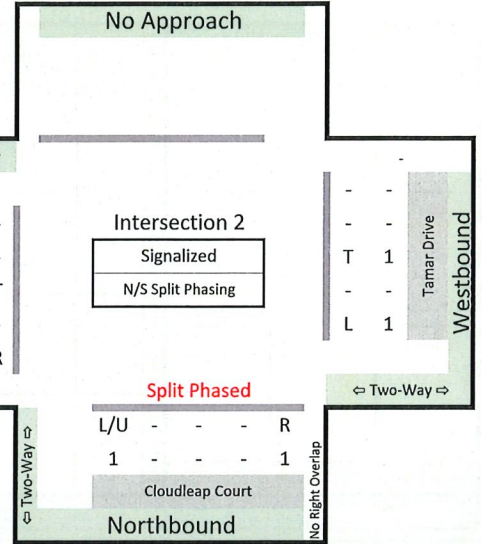 No Approach
-
- -
- -
T 1
- -
L 1
Tamar Drive
Westbound
Intersection 2
Signalized
N/S Split Phasing
R
Split Phased
⇦ Two-Way ⇨
L/U - - - R
1 - - - 1
Cloudleap Court
Northbound
⇦ Two-Way ⇨
No Right Overlap